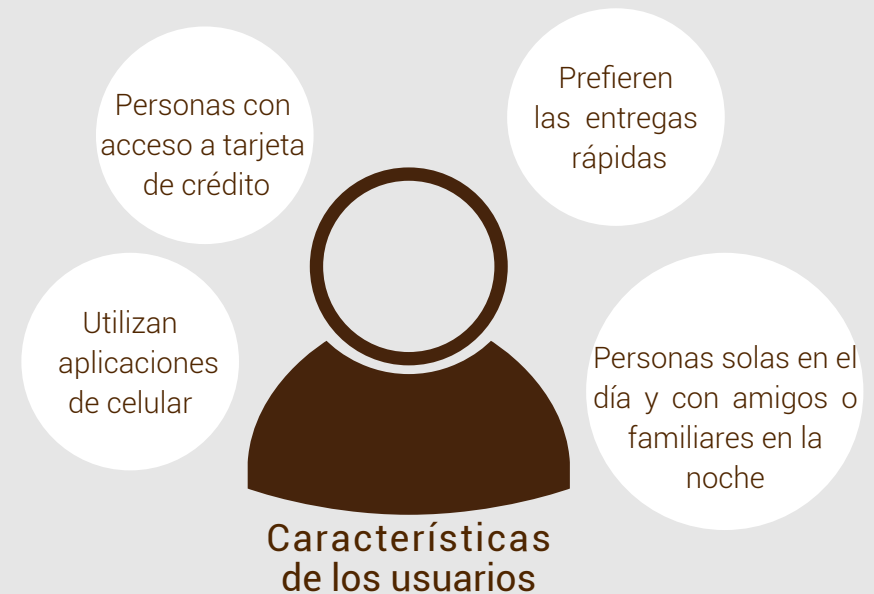 Personas con
acceso a tarjeta
de crédito
Prefieren
las entregas
rápidas
Utilizan
aplicaciones
de celular
Personas solas en el
día y con amigos o
familiares en la
noche
Características
de los usuarios